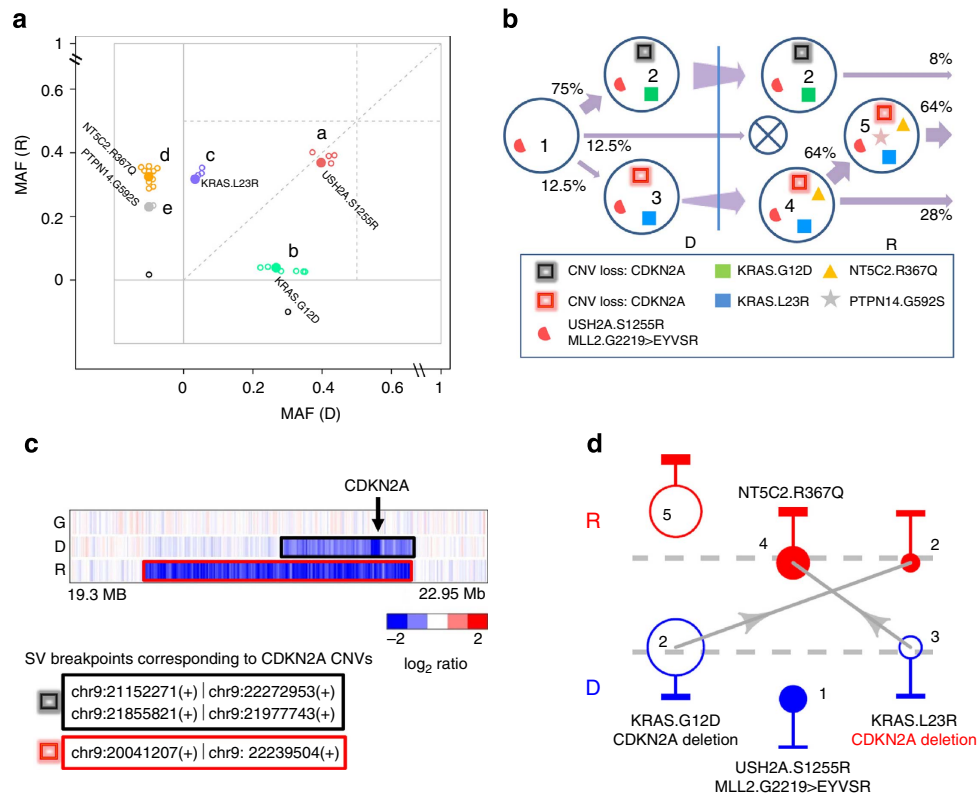 a
1
0.6
0.4
0.2
0
MAF (R)
NT5C2.R367Q
PTPN14.G592S
d
c
a
e
b
KRAS.L23R
USH2A.S1255R
KRAS.G12D
0
0.2
0.4
0.6
1
MAF (D)
b
75%
12.5%
12.5%
8%
64%
64%
28%
1
2
2
3
4
5
D
R
CNV loss: CDKN2A
KRAS.G12D
NT5C2.R367Q
CNV loss: CDKN2A
KRAS.L23R
PTPN14.G592S
USH2A.S1255R
MLL2.G2219>EYVSR
c
CDKN2A
G
D
R
19.3 MB
22.95 Mb
–2
2
log2 ratio
SV breakpoints corresponding to CDKN2A CNVs
chr9:21152271(+) | chr9:22272953(+)
chr9:21855821(+) | chr9:21977743(+)
chr9:20041207(+) | chr9: 22239504(+)
d
R
5
NT5C2.R367Q
4
2
2
3
D
1
KRAS.G12D
CDKN2A deletion
KRAS.L23R
CDKN2A deletion
USH2A.S1255R
MLL2.G2219>EYVSR